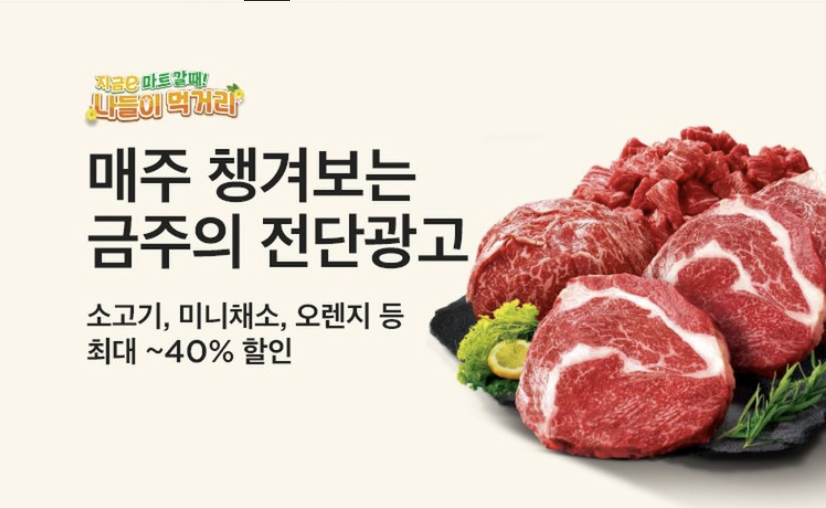 지금e 마트갈때!
나들이 먹거리
매주 챙겨보는
금주의 전단광고
소고기, 미니채소, 오렌지 등
최대 ~40% 할인